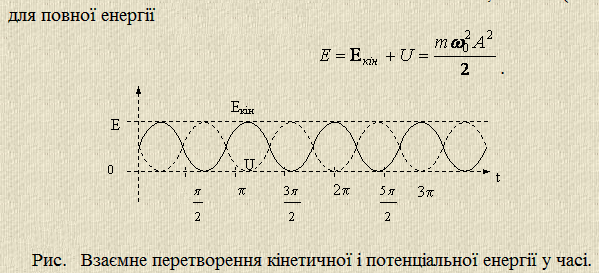 для повної енергії
E = E кін + U = mω₀²A² / 2 .
Eкін
E
U
0
π/2 π 3π/2 2π 5π/2 3π t
Рис. Взаємне перетворення кінетичної і потенціальної енергії у часі.